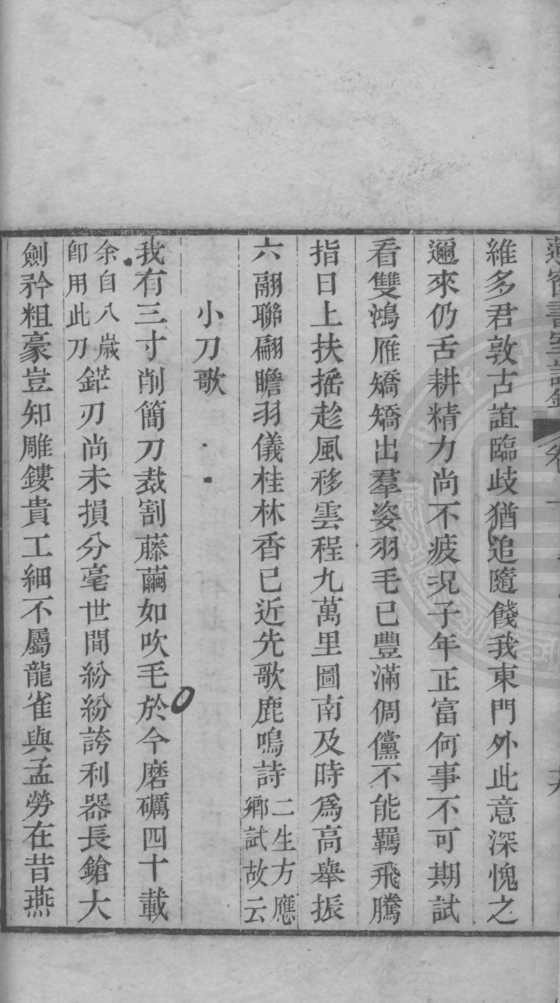 維多君敦古誼臨歧猶追隨餞我東門外此意深愧之
邇來仍舌耕精力尚不疲況子年正富何事不可期試
看雙鴻雁矯矯出羣姿羽毛已豐滿倜儻不能羈飛騰
指日上扶搖趁風移雲程九萬里圖南及時爲高舉振
六翮聯翩瞻羽儀桂林香已近先歌鹿鳴詩二生方應鄉試故云
小刀歌
我有三寸削簡刀裁割藤繭如吹毛於今磨礪四十載
余自八歲卽用此刀鋩刃尚未損分毫世間紛紛誇利器長鎗大
劍矜粗豪豈知雕鏤貴工細不屬龍雀與孟勞在昔燕